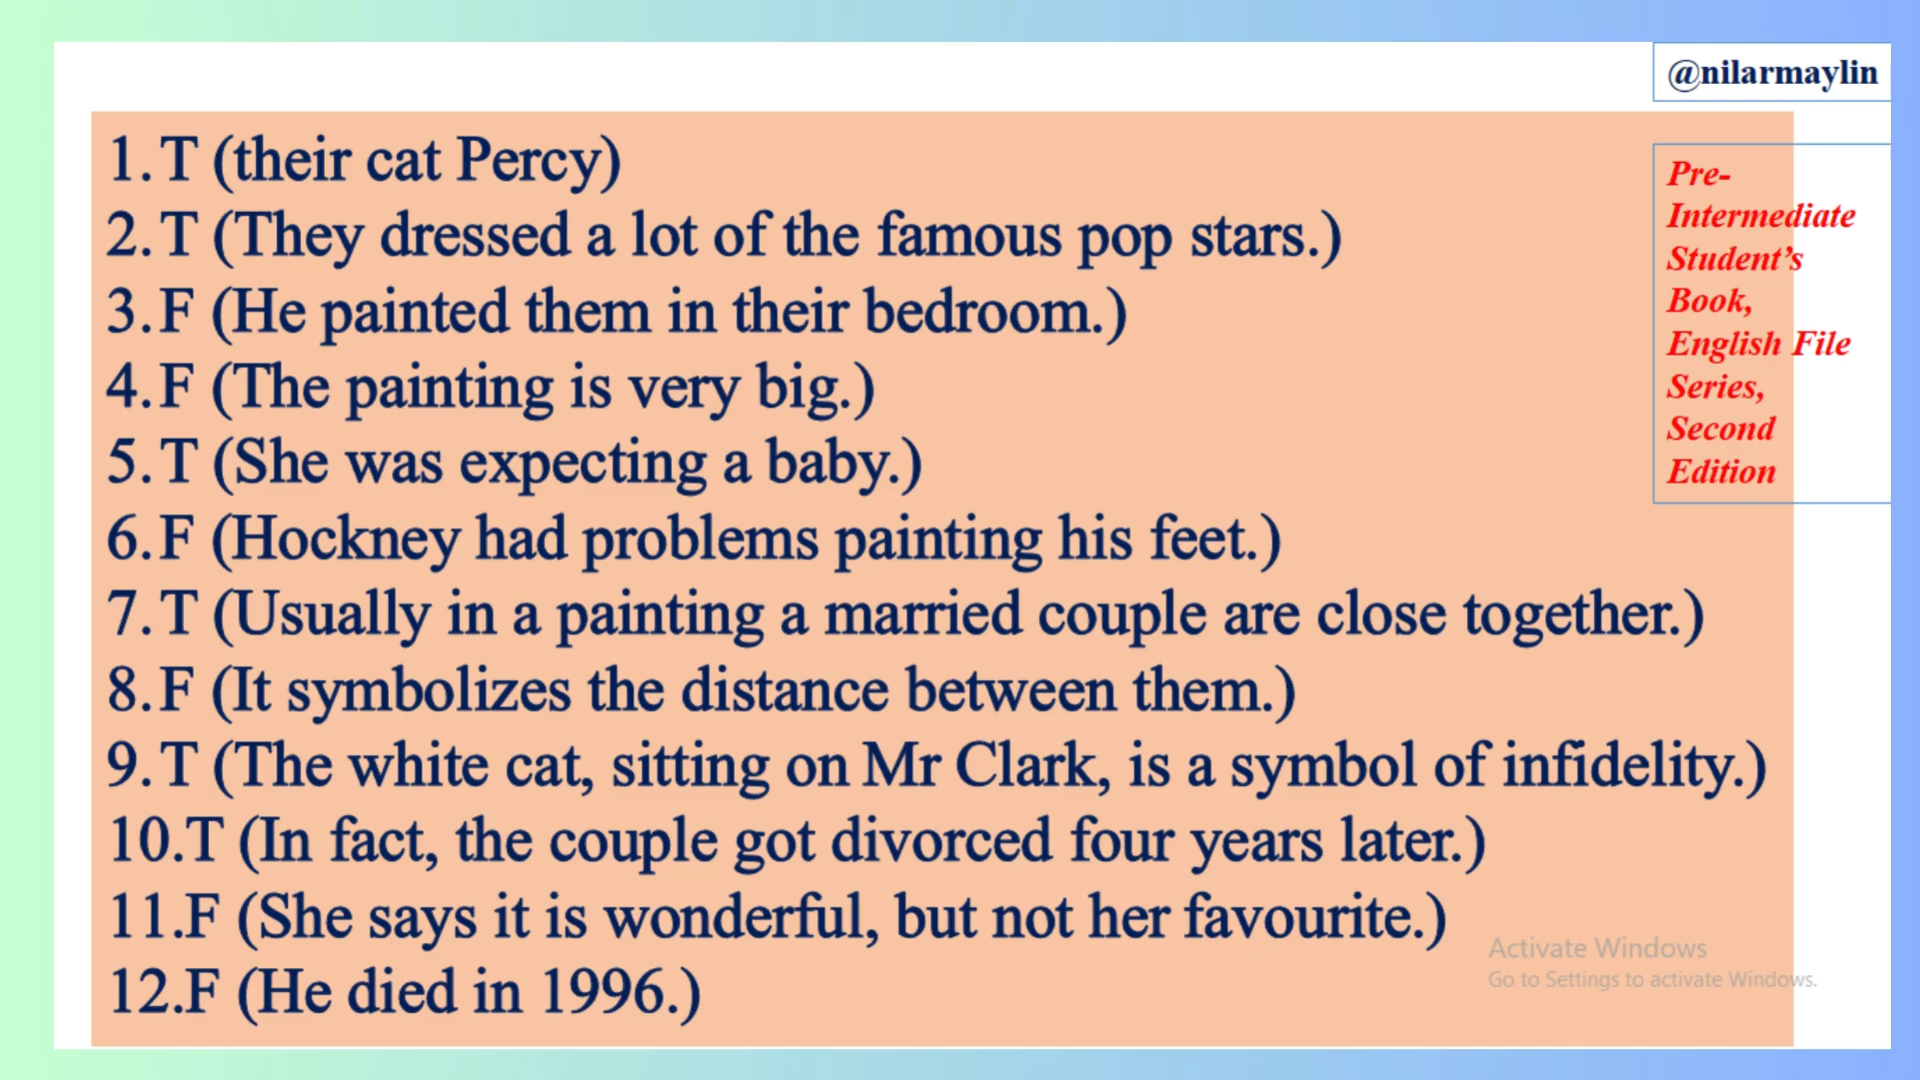 @nilarmaylin
1. T (their cat Percy)
2. T (They dressed a lot of the famous pop stars.)
3. F (He painted them in their bedroom.)
4. F (The painting is very big.)
5. T (She was expecting a baby.)
6. F (Hockney had problems painting his feet.)
7. T (Usually in a painting a married couple are close together.)
8. F (It symbolizes the distance between them.)
9. T (The white cat, sitting on Mr Clark, is a symbol of infidelity.)
10.T (In fact, the couple got divorced four years later.)
11.F (She says it is wonderful, but not her favourite.)
12.F (He died in 1996.)
Pre-
Intermediate
Student’s
Book,
English File
Series,
Second
Edition
Activate Windows
Go to Settings to activate Windows.